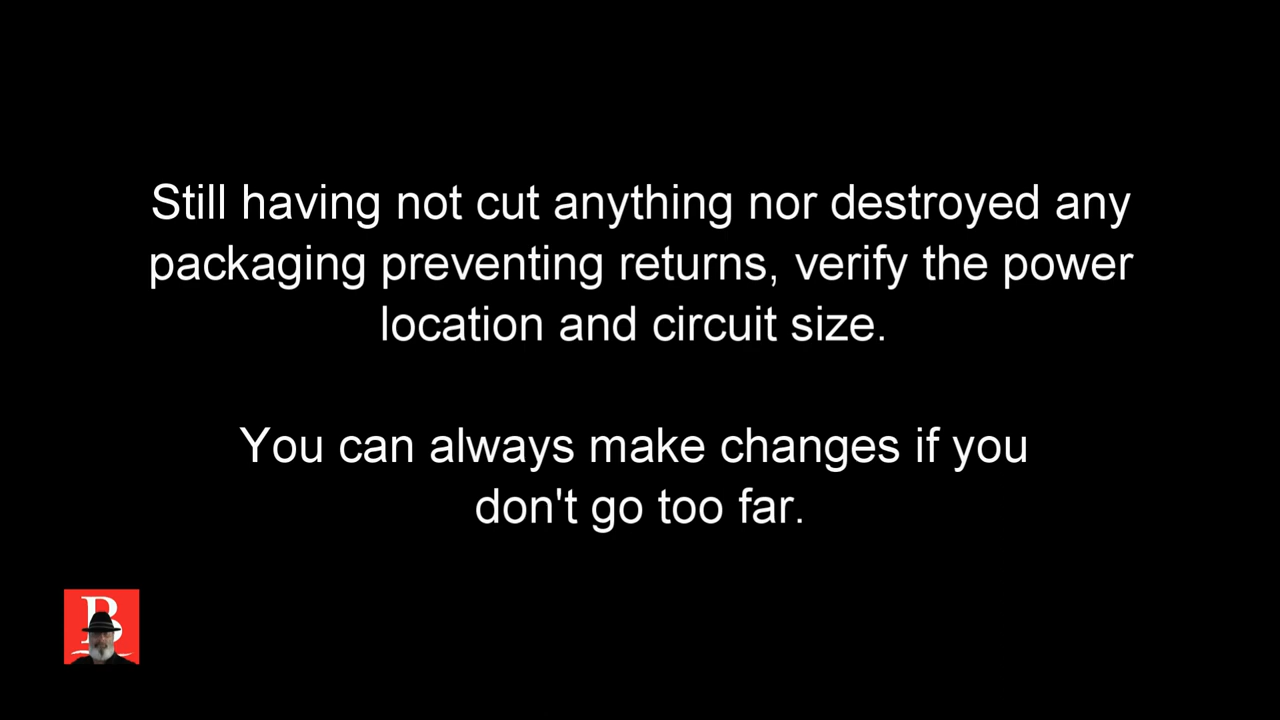 Still having not cut anything nor destroyed any
packaging preventing returns, verify the power
location and circuit size.
You can always make changes if you
don't go too far.
B